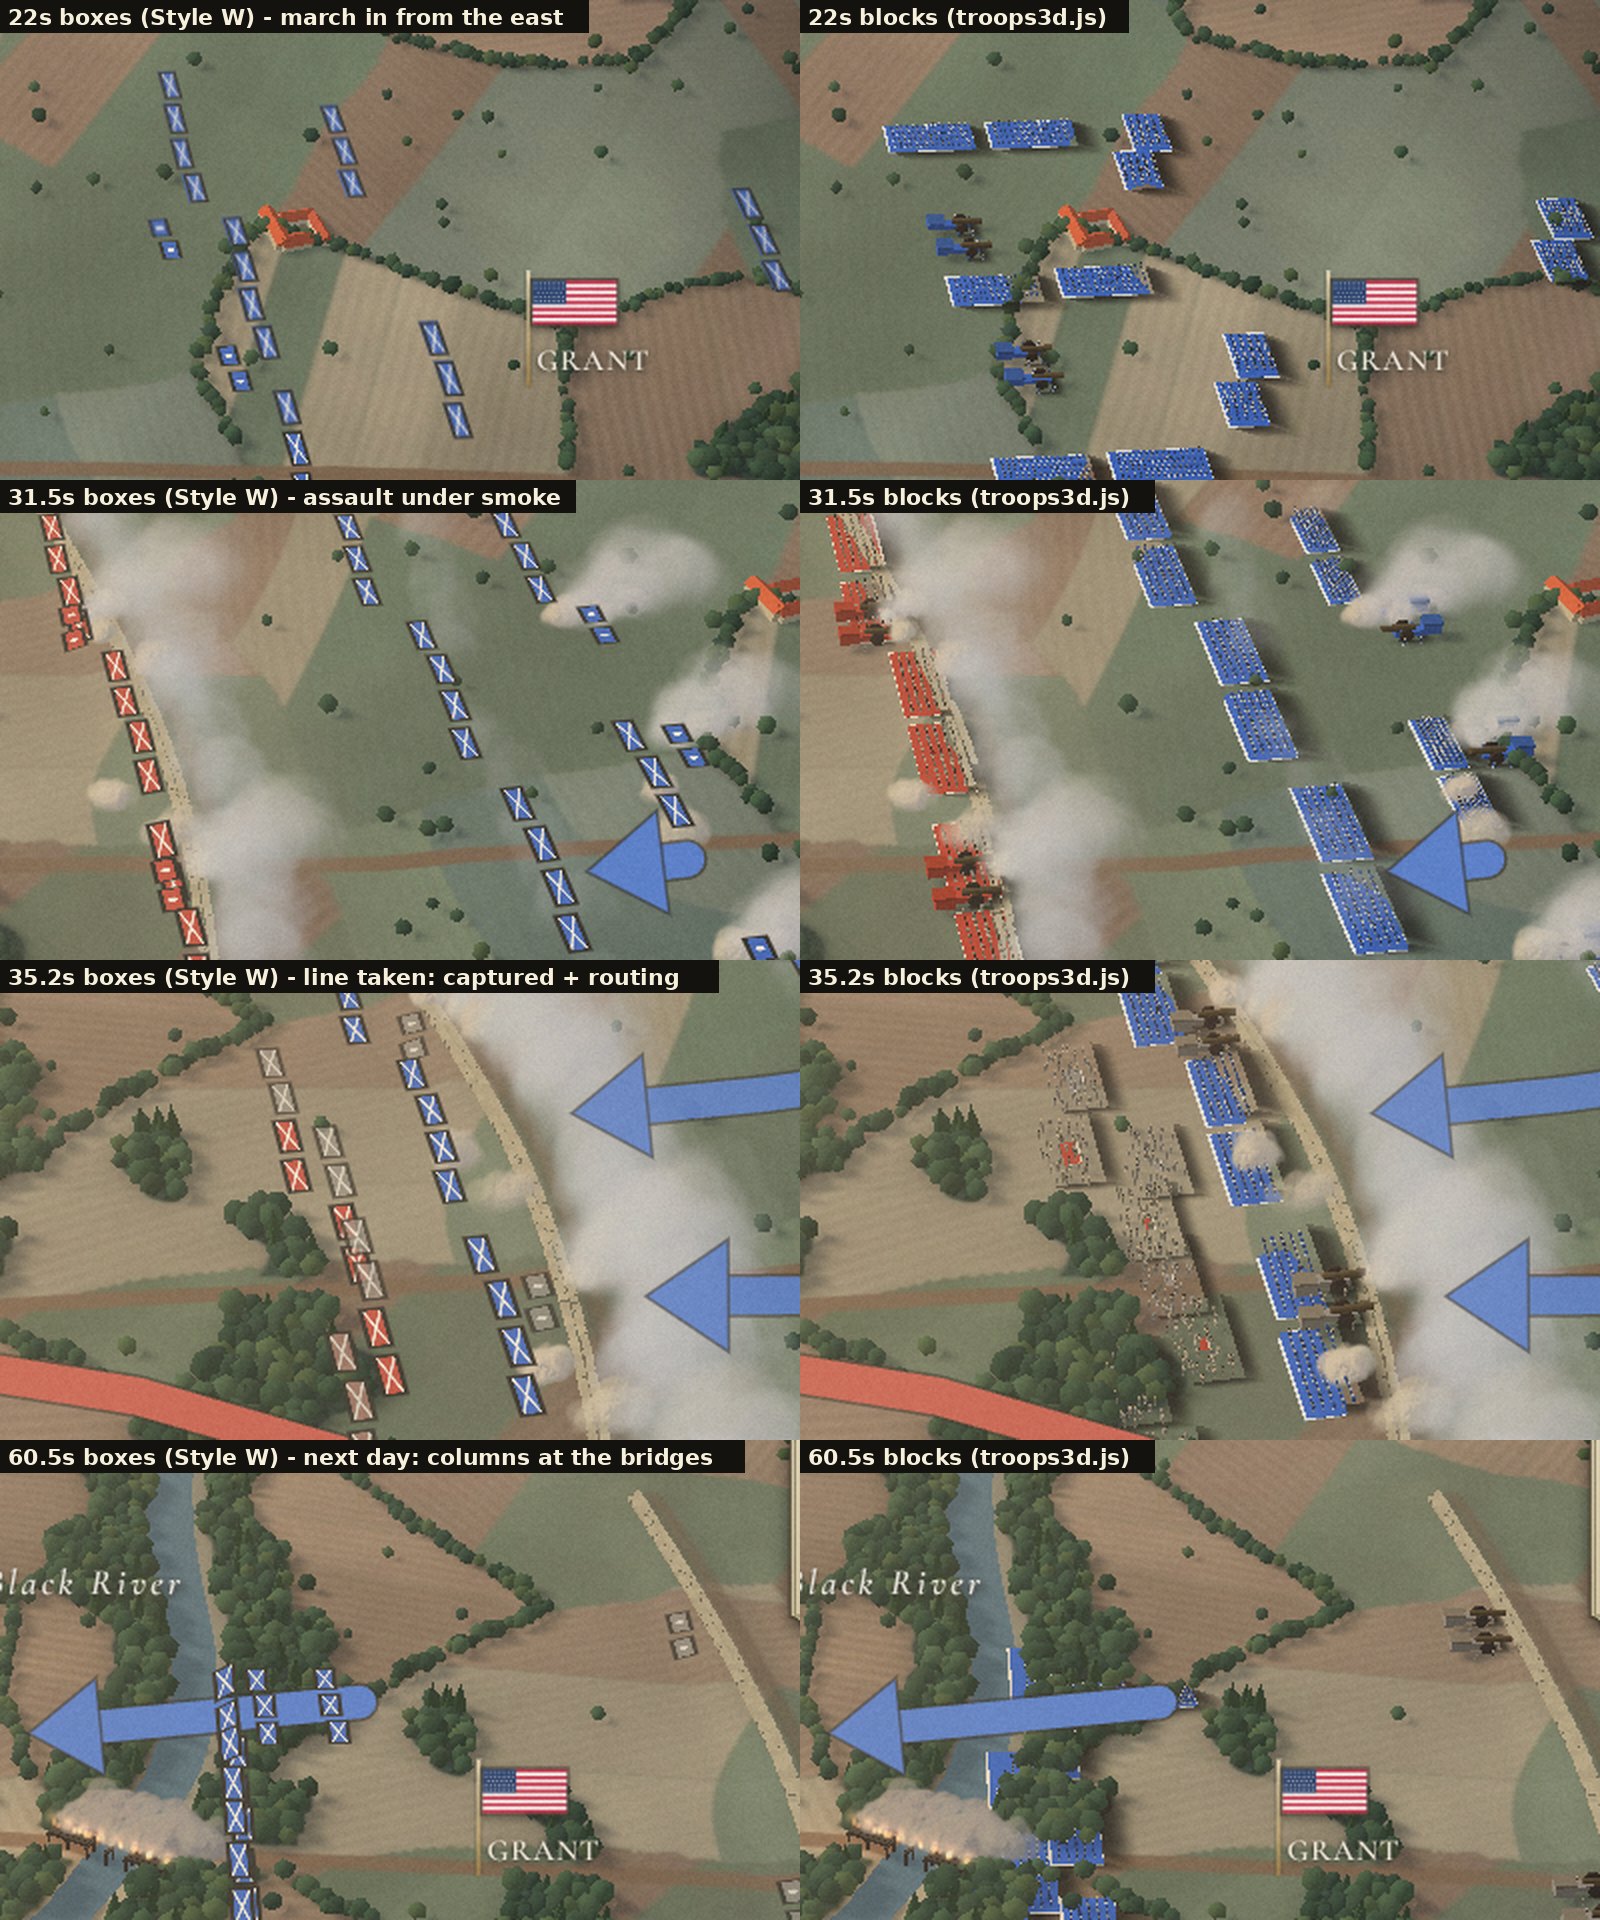 22s boxes (Style W) - march in from the east
22s blocks (troops3d.js)
GRANT
GRANT
31.5s boxes (Style W) - assault under smoke
31.5s blocks (troops3d.js)
35.2s boxes (Style W) - line taken: captured + routing
35.2s blocks (troops3d.js)
60.5s boxes (Style W) - next day: columns at the bridges
60.5s blocks (troops3d.js)
Black River
Black River
GRANT
GRANT